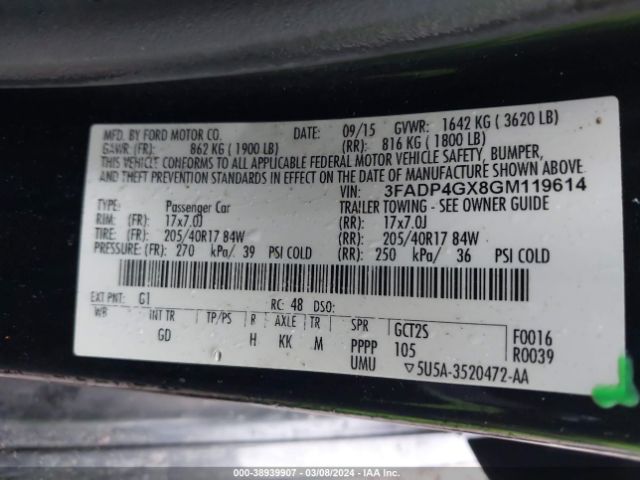 MFD. BY FORD MOTOR CO.
DATE: 09/15 GVWR: 1642 KG ( 3620 LB)
GAWR (FR): 862 KG ( 1900 LB) (RR): 816 KG ( 1800 LB)
THIS VEHICLE CONFORMS TO ALL APPLICABLE FEDERAL MOTOR VEHICLE SAFETY, BUMPER,
AND THEFT PREVENTION STANDARDS IN EFFECT ON THE DATE OF MANUFACTURE SHOWN ABOVE.
VIN: 3FADP4GX8GM119614
TYPE: Passenger Car TRAILER TOWING - SEE OWNER GUIDE
RIM: (FR): 17x7.0J (RR): 17x7.0J
TIRE: (FR): 205/40R17 84W (RR): 205/40R17 84W
PRESSURE: (FR): 270 kPa/ 39 PSI COLD (RR): 250 kPa/ 36 PSI COLD
EXT PNT: G1 RC: 48 DSO:
WB INT TR TP/PS R AXLE TR SPR GCT2S F0016
GD H KK M PPPP 105 R0039
UMU ▽5U5A-3520472-AA
000-38939907 - 03/08/2024 - IAA Inc.